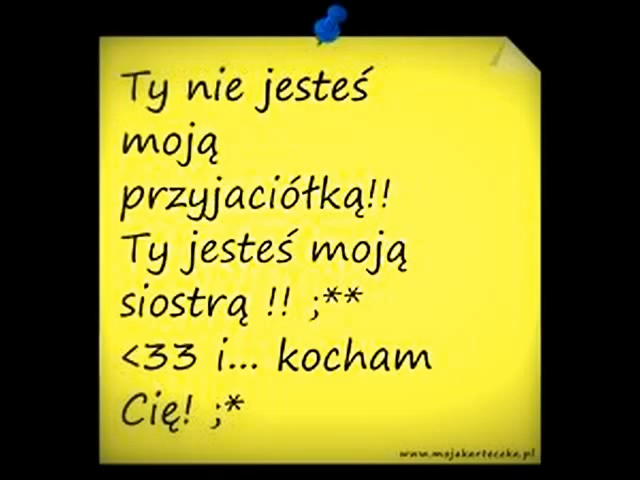 Ty nie jesteś
moją
przyjaciółką!!
Ty jesteś moją
siostrą !! ;**
<33 i... kocham
Cię! ;*
www.mojakarteczka.pl